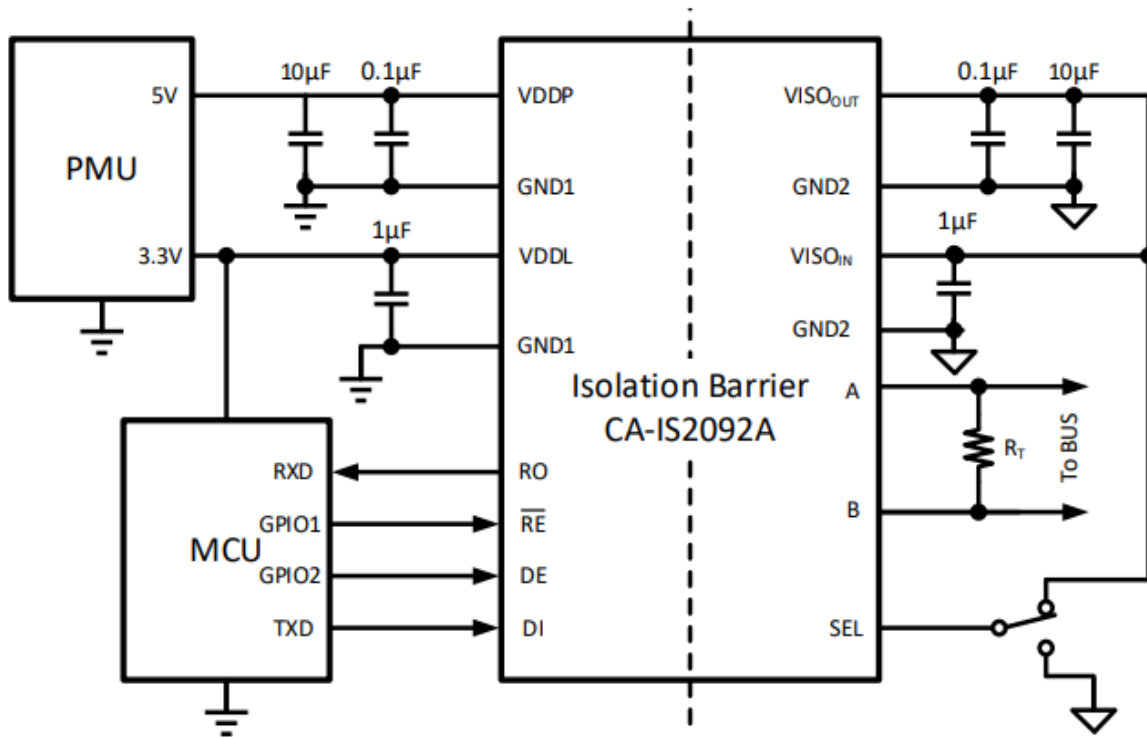 10µF
0.1µF
0.1µF
10µF
5V
VDDP
VISOOUT
PMU
GND1
GND2
1µF
1µF
3.3V
VDDL
VISOIN
GND1
GND2
Isolation Barrier
CA-IS2092A
A
RT
To BUS
B
RXD
RO
GPIO1
RE
MCU
GPIO2
DE
TXD
DI
SEL